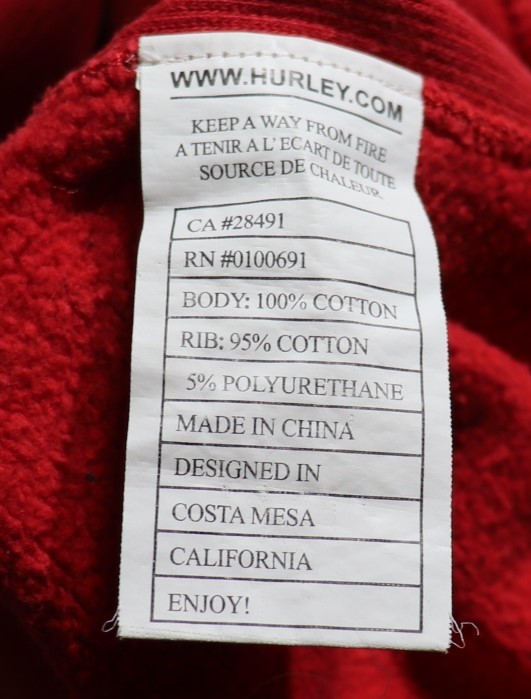 WWW.HURLEY.COM
KEEP A WAY FROM FIRE
A TENIR A L' ECART DE TOUTE
SOURCE DE CHALEUR
CA #28491
RN #0100691
BODY: 100% COTTON
RIB: 95% COTTON
5% POLYURETHANE
MADE IN CHINA
DESIGNED IN
COSTA MESA
CALIFORNIA
ENJOY!